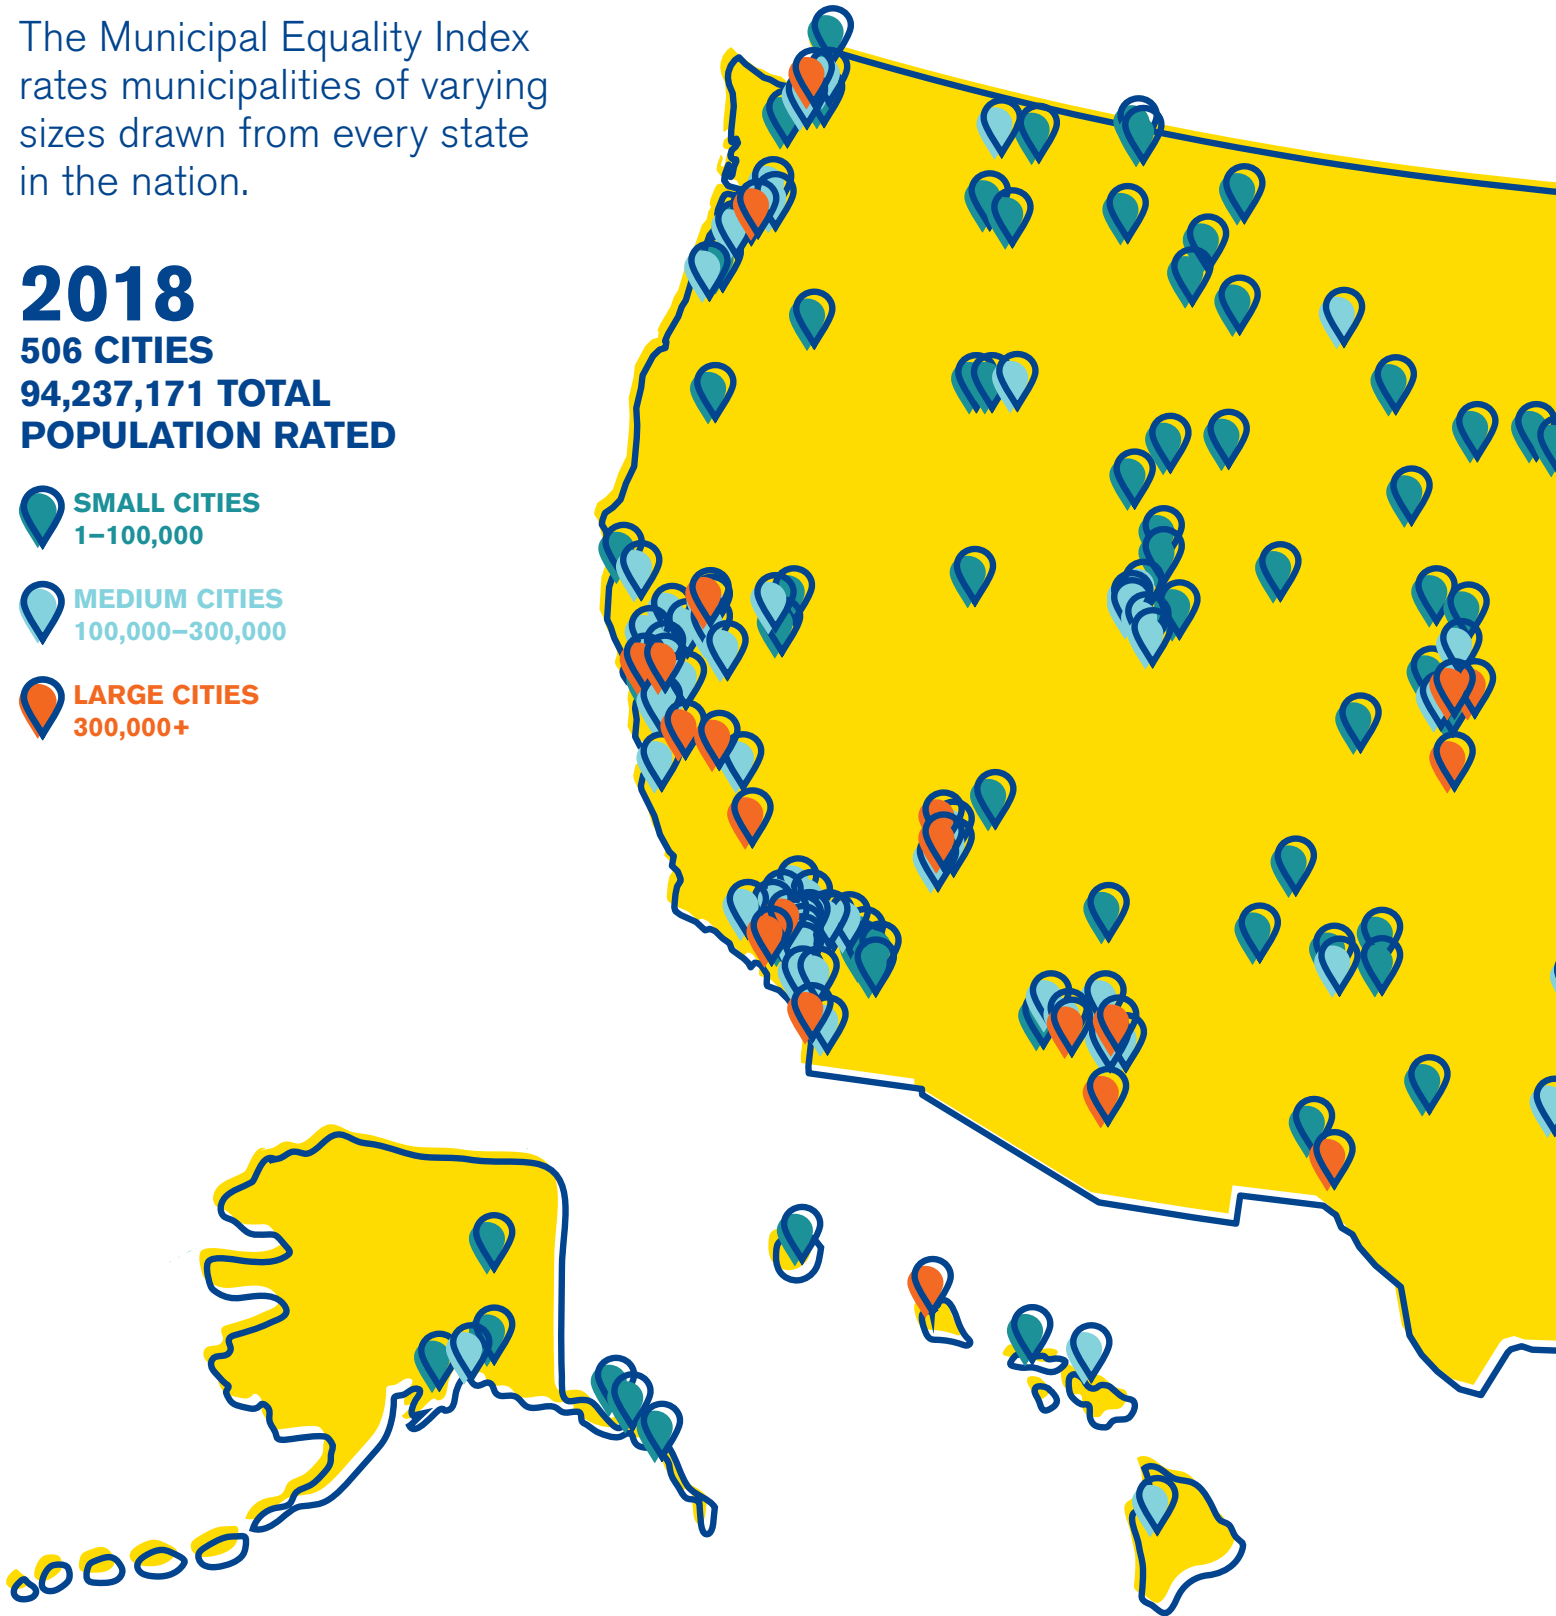 The Municipal Equality Index
rates municipalities of varying
sizes drawn from every state
in the nation.
2018
506 CITIES
94,237,171 TOTAL
POPULATION RATED
SMALL CITIES
1–100,000
MEDIUM CITIES
100,000–300,000
LARGE CITIES
300,000+